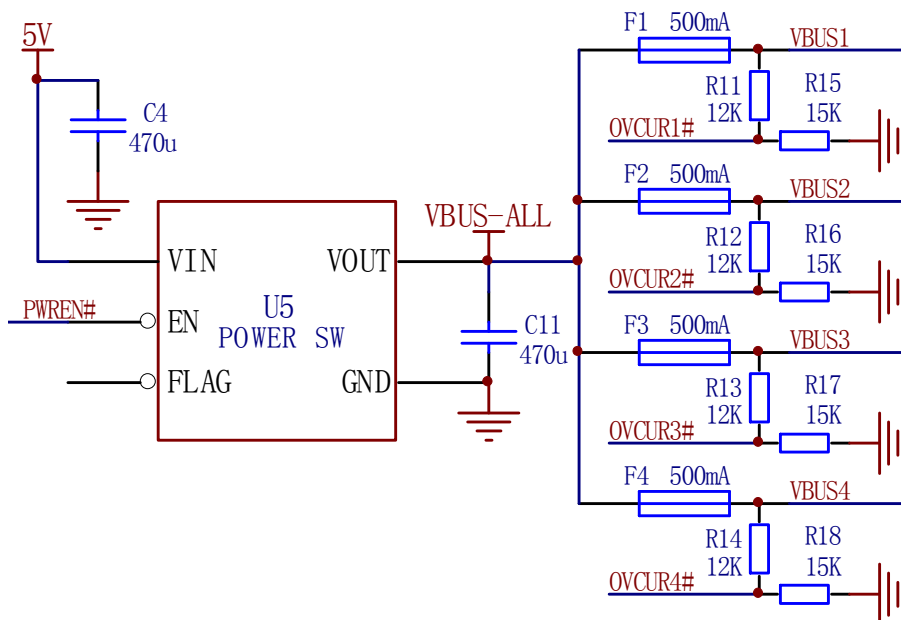 5V
C4
470u
VBUS-ALL
VIN
VOUT
PWREN#
EN
U5
POWER SW
FLAG
GND
C11
470u
F1 500mA
VBUS1
R11
12K
R15
15K
OVCUR1#
F2 500mA
VBUS2
R12
12K
R16
15K
OVCUR2#
F3 500mA
VBUS3
R13
12K
R17
15K
OVCUR3#
F4 500mA
VBUS4
R14
12K
R18
15K
OVCUR4#